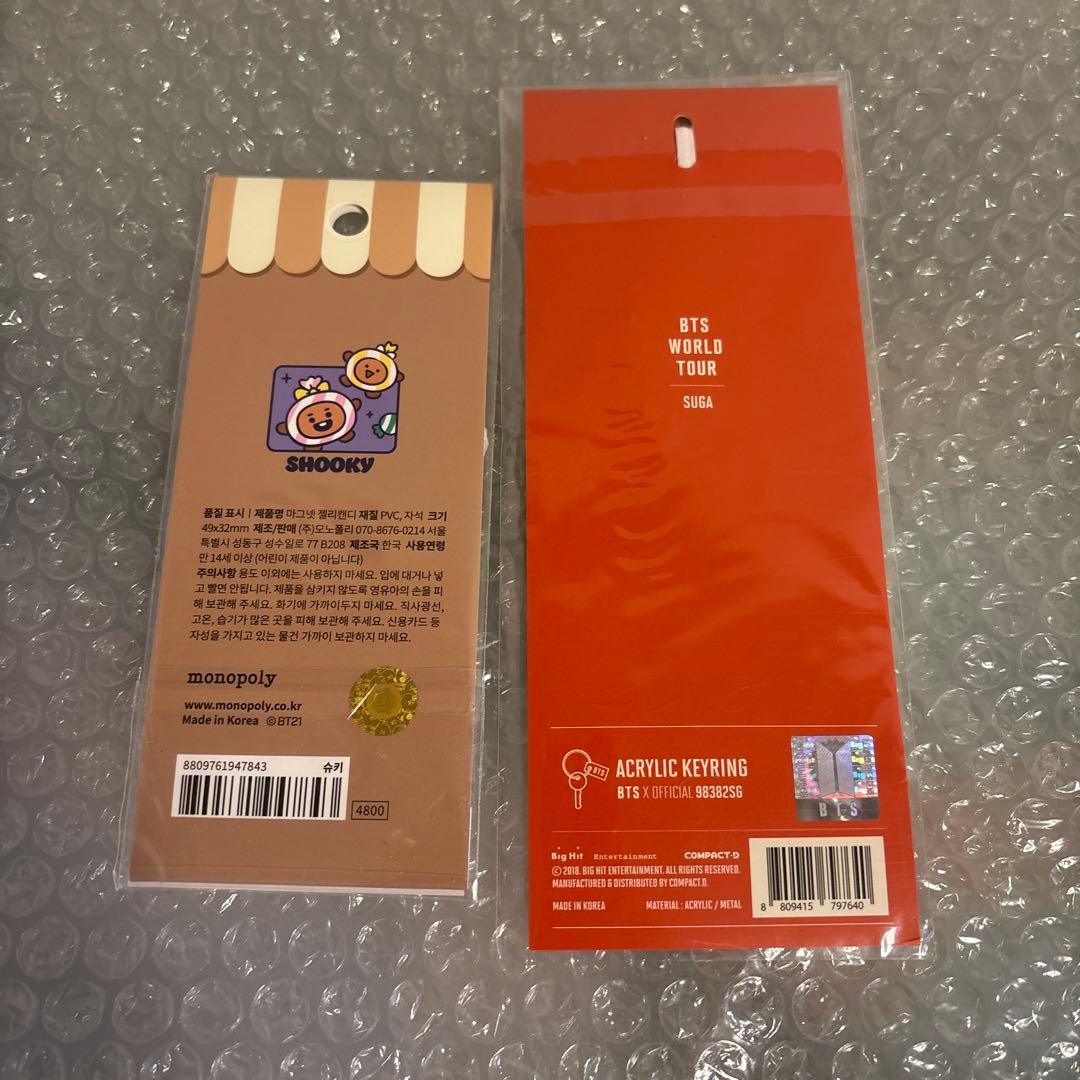 SHOOKY
품질 표시 | 제품명 마그넷 젤리캔디 재질 PVC, 자석 크기
49x32mm 제조/판매 (주)모노폴리 070-8676-0214 서울
특별시 성동구 성수일로 77 B208 제조국 한국 사용연령
만 14세 이상 (어린이 제품이 아닙니다)
주의사항 용도 이외에는 사용하지 마세요. 입에 대거나 넣
고 빨면 안됩니다. 제품을 삼키지 않도록 영유아의 손을 피
해 보관해 주세요. 화기에 가까이두지 마세요. 직사광선,
고온, 습기가 많은 곳을 피해 보관해 주세요. 신용카드 등
자성을 가지고 있는 물건 가까이 보관하지 마세요.
monopoly
www.monopoly.co.kr
Made in Korea ©BT21
8809761947843 슈키
4800
BTS
WORLD
TOUR
SUGA
BTS
ACRYLIC KEYRING
BTS X OFFICIAL 98382SG
BTS
Big Hit Entertainment COMPACT-D
© 2018. BIG HIT ENTERTAINMENT. ALL RIGHTS RESERVED.
MANUFACTURED & DISTRIBUTED BY COMPACT.D.
MADE IN KOREA MATERIAL : ACRYLIC / METAL
8 809415 797640